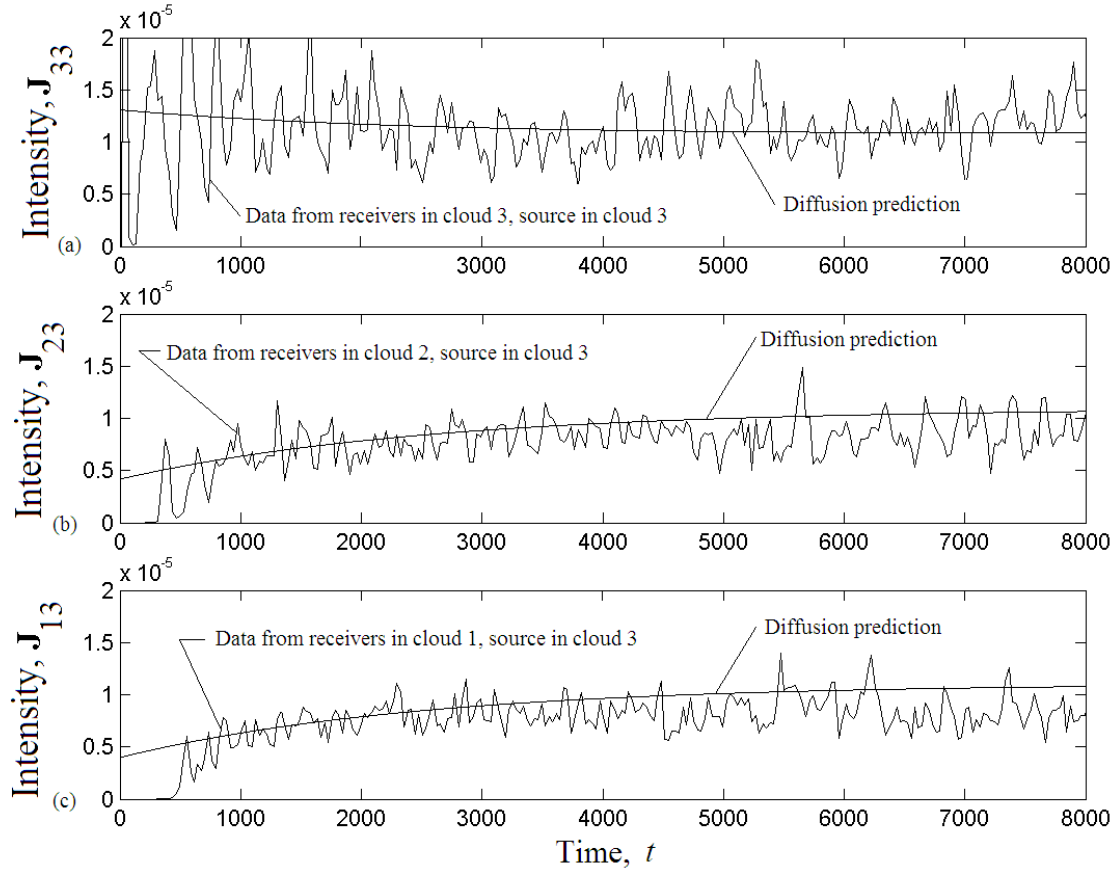 x 10-5
2
1.5
1
0.5
0
Intensity, J33
(a)
Data from receivers in cloud 3, source in cloud 3
Diffusion prediction
0 1000 3000 4000 5000 6000 7000 8000
x 10-5
2
1.5
1
0.5
0
Intensity, J23
(b)
Data from receivers in cloud 2, source in cloud 3
Diffusion prediction
0 1000 2000 3000 4000 5000 6000 7000 8000
x 10-5
2
1.5
1
0.5
0
Intensity, J13
(c)
Data from receivers in cloud 1, source in cloud 3
Diffusion prediction
0 1000 2000 3000 4000 5000 6000 7000 8000
Time, t